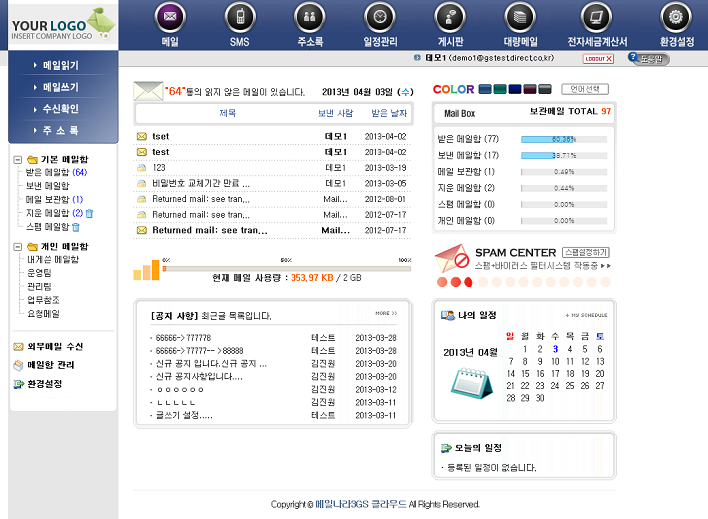 YOUR LOGO
INSERT COMPANY LOGO
메일
SMS
주소록
일정관리
게시판
대량메일
전자세금계산서
환경설정
데모1 (demo1@gstestdirect.co.kr)
LOGOUT
도움말
메일읽기
메일쓰기
수신확인
주 소 록
기본 메일함
받은 메일함 (64)
보낸 메일함
메일 보관함 (1)
지운 메일함 (2)
스팸 메일함
개인 메일함
내게쓴 메일함
운영팀
관리팀
업무참조
요청메일
외부메일 수신
메일함 관리
환경설정
"64"통의 읽지 않은 메일이 있습니다. 2013년 04월 03일 (수)
제목 보낸 사람 받은 날짜
tset 데모1 2013-04-02
test 데모1 2013-04-02
123 데모1 2013-03-19
비밀번호 교체기간 만료 ... 데모1 2013-03-05
Returned mail: see tran... Mail... 2012-08-01
Returned mail: see tran... Mail... 2012-07-17
Returned mail: see tran... Mail... 2012-07-17
0% 50% 100%
현재 메일 사용량 : 353.97 KB / 2 GB
[공지 사항] 최근글 목록입니다. MORE >>
· 66666->777778 테스트 2013-03-28
· 66666->77777-->88888 테스트 2013-03-28
· 신규 공지 입니다.신규 공지 ... 김진원 2013-03-20
· 신규 공지사항입니다.... 김진원 2013-03-20
· ㅇㅇㅇㅇㅇㅇ 김진원 2013-03-12
· ㄴㄴㄴㄴㄴ 김진원 2013-03-11
· 글쓰기 설정..... 테스트 2013-03-11
COLOR 언어선택
Mail Box 보관메일 TOTAL 97
받은 메일함 (77) 60.36%
보낸 메일함 (17) 38.71%
메일 보관함 (1) 0.49%
지운 메일함 (2) 0.44%
스팸 메일함 (0) 0.00%
개인 메일함 (0) 0.00%
SPAM CENTER 스팸설정하기
스팸+바이러스 필터시스템 작동중 ▶▶
나의 일정 + MY SCHEDULE
2013년 04월
일 월 화 수 목 금 토
1 2 3 4 5 6
7 8 9 10 11 12 13
14 15 16 17 18 19 20
21 22 23 24 25 26 27
28 29 30
오늘의 일정
· 등록된 일정이 없습니다.
Copyright @ 메일나라3GS 클라우드 All Rights Reserved.